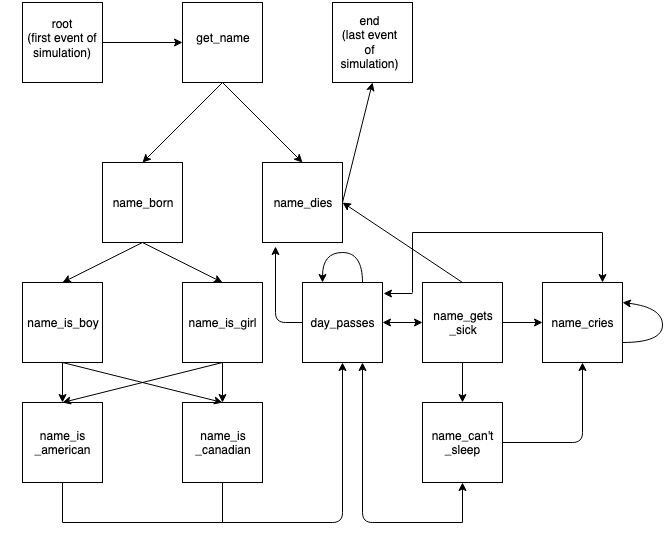 root
(first event of
simulation)
get_name
end
(last event
of
simulation)
name_born
name_dies
name_is_boy
name_is_girl
day_passes
name_gets
_sick
name_cries
name_is
_american
name_is
_canadian
name_can't
_sleep